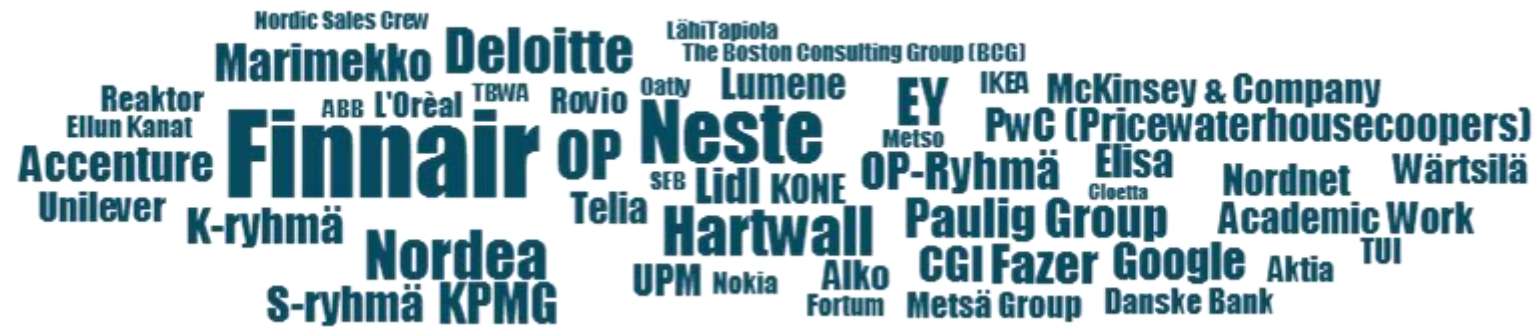 Nordic Sales Crew
LähiTapiola
Marimekko
Deloitte
The Boston Consulting Group (BCG)
Reaktor
ABB
L'Orèal
TBWA
Rovio
Oatly
Lumene
EY
IKEA
McKinsey & Company
Ellun Kanat
Finnair
OP
Neste
Metso
PwC (Pricewaterhousecoopers)
Accenture
SEB
Lidl
KONE
OP-Ryhmä
Elisa
Cloetta
Nordnet
Wärtsilä
Unilever
K-ryhmä
Telia
Hartwall
Paulig Group
Academic Work
Nordea
UPM
Nokia
Alko
CGI
Fazer
Google
Aktia
TUI
S-ryhmä
KPMG
Fortum
Metsä Group
Danske Bank